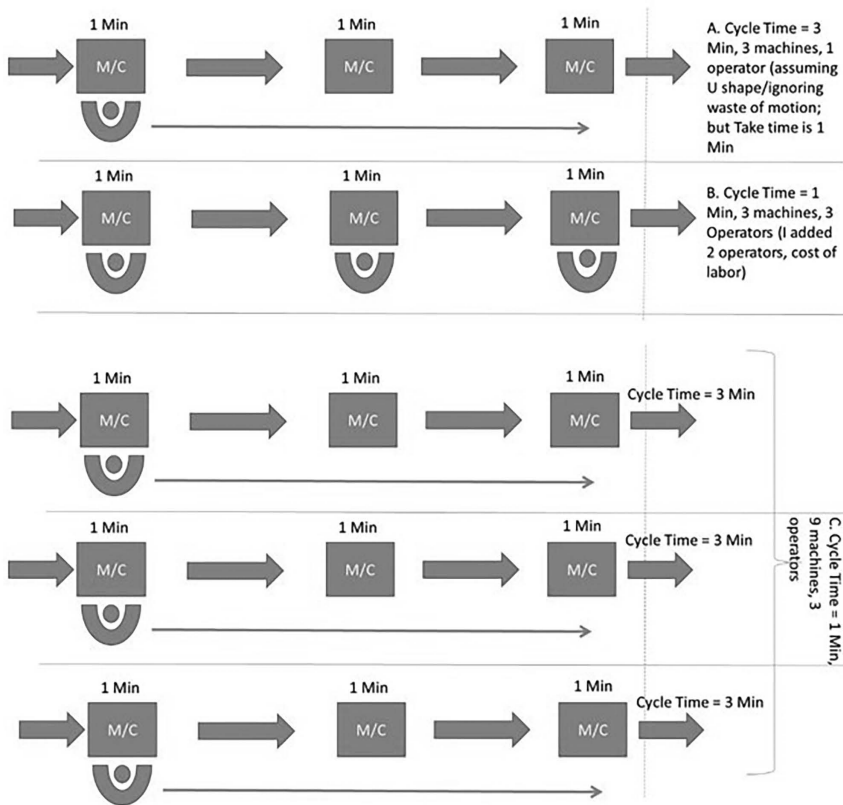 1 Min
1 Min
1 Min
M/C
M/C
M/C
A. Cycle Time = 3
Min, 3 machines, 1
operator (assuming
U shape/ignoring
waste of motion;
but Take time is 1
Min
1 Min
1 Min
1 Min
M/C
M/C
M/C
B. Cycle Time = 1
Min, 3 machines, 3
Operators (I added
2 operators, cost of
labor)
1 Min
1 Min
1 Min
Cycle Time = 3 Min
M/C
M/C
M/C
1 Min
1 Min
1 Min
Cycle Time = 3 Min
M/C
M/C
M/C
1 Min
1 Min
1 Min
Cycle Time = 3 Min
M/C
M/C
M/C
C. Cycle Time = 1 Min,
9 machines, 3
operators